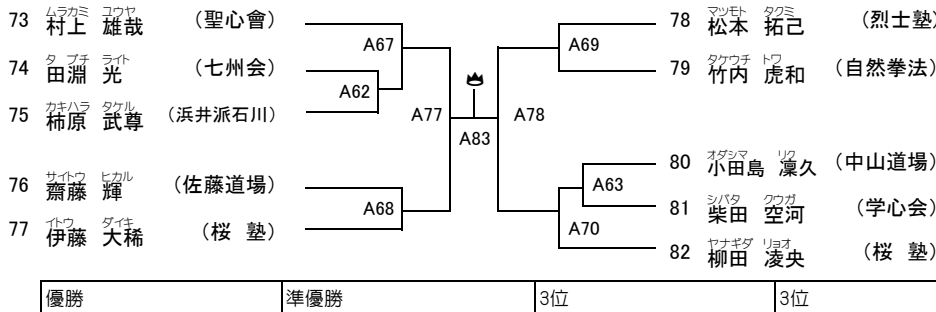 ムラカミ ユウヤ
73 村上 雄哉 (聖心會)
タブチ ライト
74 田淵 光 (七州会)
カキハラ タケル
75 柿原 武尊 (浜井派石川)
サイトウ ヒカル
76 齋藤 輝 (佐藤道場)
イトウ ダイキ
77 伊藤 大稀 (桜 塾)
A67
A62
A77
A68
A83
A78
A69
A63
A70
マツモト タクミ
78 松本 拓己 (烈士塾)
タケウチ トワ
79 竹内 虎和 (自然拳法)
オダシマ リク
80 小田島 凜久 (中山道場)
シバタ クウガ
81 柴田 空河 (学心会)
ヤナギダ リョオ
82 柳田 凌央 (桜 塾)
優勝 準優勝 3位 3位